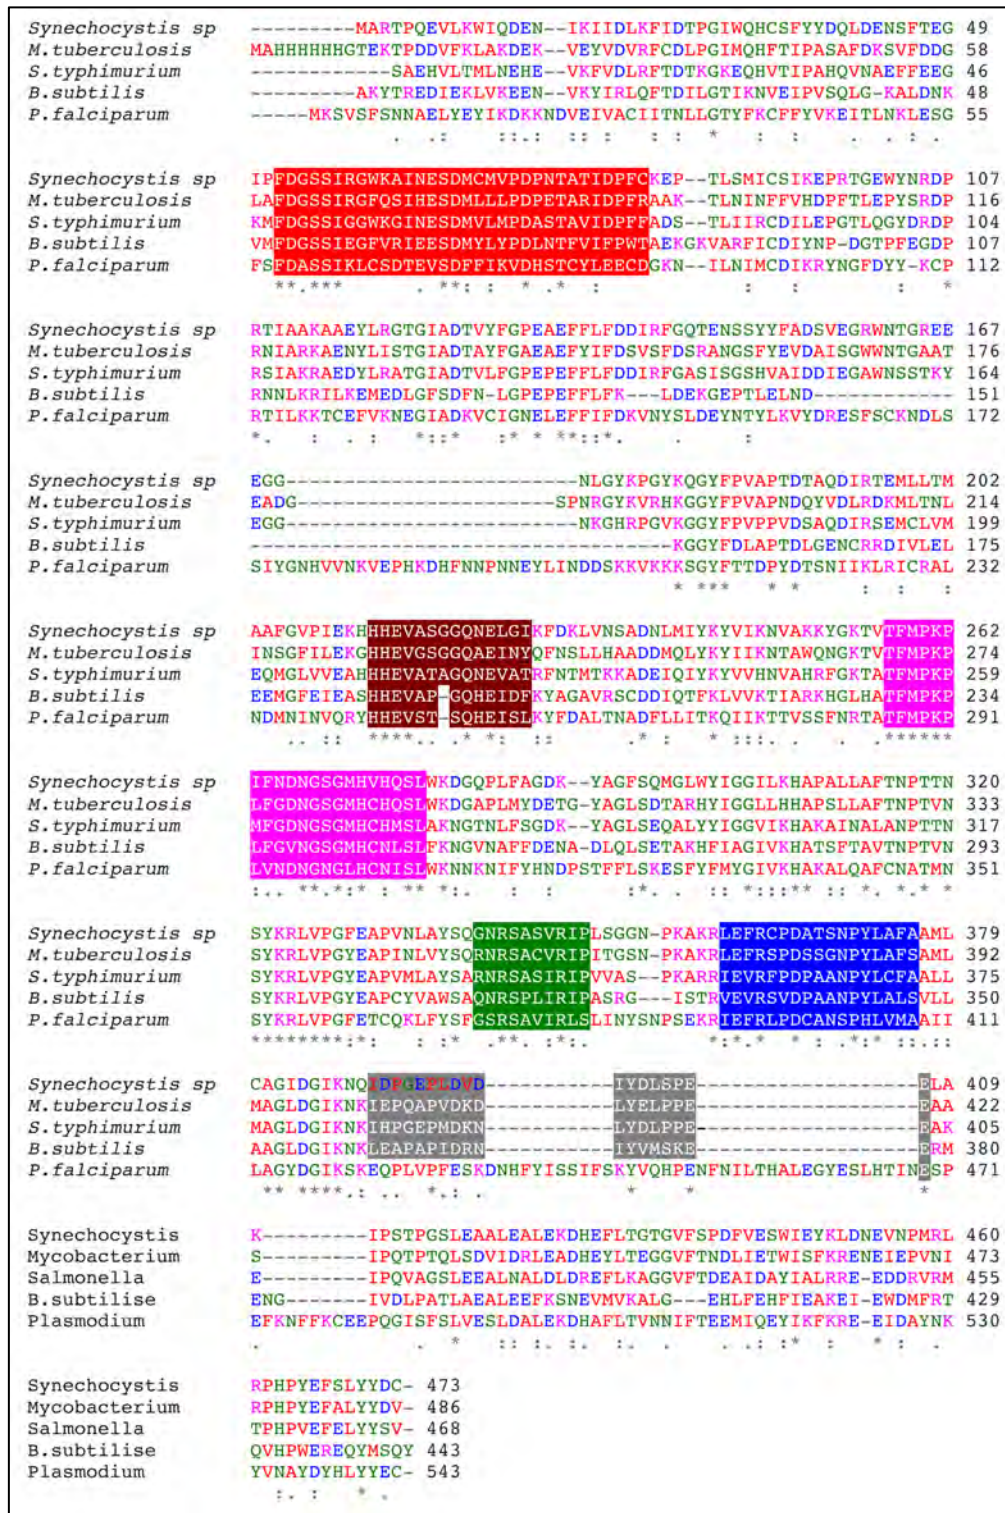 Synechocystis sp ---------MARTPQEVLKWIQDEN--IKIIDLKFIDTPGIWQHCSFYYDQLDENSFTEG 49
M.tuberculosis MAHHHHHHGTEKTPDDVFKLAKDEK--VEYVDVRFCDLPGIMQHFTIPASAFDKSVFDDG 58
S.typhimurium ------------SAEHVLTMLNEHE--VKFVDLRFTDTKGKEQHVTIPAHQVNAEFFEEG 46
B.subtilis ---------AKYTREDIEKLVKEEN--VKYIRLQFTDILGTIKNVEIPVSQLG-KALDNK 48
P.falciparum -----MKSVSFSNNAELYEYIKDKKNDVEIVACIITNLLGTYFKCFFYVKEITLNKLESG 55
. .: :.:: :: : : * : : . : .
Synechocystis sp IPFDGSSIRGWKAINESDMCMVPDPNTATIDPFCKEP--TLSMICSIKEPRTGEWYNRDP 107
M.tuberculosis LAFDGSSIRGFQSIHESDMLLLPDPETARIDPFRAAK--TLNINFFVHDPFTLEPYSRDP 116
S.typhimurium KMFDGSSIGGWKGINESDMVLMPDASTAVIDPFFADS--TLIIRCDILEPGTLQGYDRDP 104
B.subtilis VMFDGSSIEGFVRIEESDMYLYPDLNTFVIFPWTAEKGKVARFICDIYNP-DGTPFEGDP 107
P.falciparum FSFDASSIKLCSDTEVSDFFIKVDHSTCYLEECDGKN--ILNIMCDIKRYNGFDYY-KCP 112
**.*** . **: : * .* : : : : *
Synechocystis sp RTIAAKAAEYLRGTGIADTVYFGPEAEFFLFDDIRFGQTENSSYYFADSVEGRWNTGREE 167
M.tuberculosis RNIARKAENYLISTGIADTAYFGAEAEFYIFDSVSFDSRANGSFYEVDAISGWWNTGAAT 176
S.typhimurium RSIAKRAEDYLRATGIADTVLFGPEPEFFLFDDIRFGASISGSHVAIDDIEGAWNSSTKY 164
B.subtilis RNNLKRILKEMEDLGFSDFN-LGPEPEFFLFK---LDEKGEPTLELND------------ 151
P.falciparum RTILKKTCEFVKNEGIADKVCIGNELEFFIFDKVNYSLDEYNTYLKVYDRESFSCKNDLS 172
*. : . : *::* :* * **::*. . :
Synechocystis sp EGG-------------------------NLGYKPGYKQGYFPVAPTDTAQDIRTEMLLTM 202
M.tuberculosis EADG----------------------SPNRGYKVRHKGGYFPVAPNDQYVDLRDKMLTNL 214
S.typhimurium EGG-------------------------NKGHRPGVKGGYFPVPPVDSAQDIRSEMCLVM 199
B.subtilis ------------------------------------KGGYFDLAPTDLGENCRRDIVLEL 175
P.falciparum SIYGNHVVNKVEPHKDHFNNPNNEYLINDDSKKVKKKSGYFTTDPYDTSNIIKLRICRAL 232
* *** * * : : :
Synechocystis sp AAFGVPIEKHHHEVASGGQNELGIKFDKLVNSADNLMIYKYVIKNVAKKYGKTVTFMPKP 262
M.tuberculosis INSGFILEKGHHEVGSGGQAEINYQFNSLLHAADDMQLYKYIIKNTAWQNGKTVTFMPKP 274
S.typhimurium EQMGLVVEAHHHEVATAGQNEVATRFNTMTKKADEIQIYKYVVHNVAHRFGKTATFMPKP 259
B.subtilis EEMGFEIEASHHEVAP-GQHEIDFKYAGAVRSCDDIQTFKLVVKTIARKHGLHATFMPKP 234
P.falciparum NDMNINVQRYHHEVST-SQHEISLKYFDALTNADFLLITKQIIKTTVSSFNRTATFMPKP 291
.. :: ****.. .* *: :: .* : * ::: . . .******
Synechocystis sp IFNDNGSGMHVHQSLWKDGQPLFAGDK--YAGFSQMGLWYIGGILKHAPALLAFTNPTTN 320
M.tuberculosis LFGDNGSGMHCHQSLWKDGAPLMYDETG-YAGLSDTARHYIGGLLHHAPSLLAFTNPTVN 333
S.typhimurium MFGDNGSGMHCHMSLAKNGTNLFSGDK--YAGLSEQALYYIGGVIKHAKAINALANPTTN 317
B.subtilis LFGVNGSGMHCNLSLFKNGVNAFFDENA-DLQLSETAKHFIAGIVKHATSFTAVTNPTVN 293
P.falciparum LVNDNGNGLHCNISLWKNNKNIFYHNDPSTFFLSKESFYFMYGIVKHAKALQAFCNATMN 351
:.. **.*:* : ** *:. : : :*. . :: *:::** :: *. *.* *
Synechocystis sp SYKRLVPGFEAPVNLAYSQGNRSASVRIPLSGGN-PKAKRLEFRCPDATSNPYLAFAAML 379
M.tuberculosis SYKRLVPGYEAPINLVYSQRNRSACVRIPITGSN-PKAKRLEFRSPDSSGNPYLAFSAML 392
S.typhimurium SYKRLVPGYEAPVMLAYSARNRSASIRIPVVAS--PKARRIEVRFPDPAANPYLCFAALL 375
B.subtilis SYKRLVPGYEAPCYVAWSAQNRSPLIRIPASRG---ISTRVEVRSVDPAANPYLALSVLL 350
P.falciparum SYKRLVPGFETCQKLFYSFGSRSAVIRLSLINYSNPSEKRIEFRLPDCANSPHLVMAAII 411
********:*: : :* .**. :*:. *:*.* * :..*:* ::.::
Synechocystis sp CAGIDGIKNQIDPGEPLDVD-----------IYDLSPE-------------------ELA 409
M.tuberculosis MAGLDGIKNKIEPQAPVDKD-----------LYELPPE-------------------EAA 422
S.typhimurium MAGLDGIKNKIHPGEPMDKN-----------LYDLPPE-------------------EAK 405
B.subtilis AAGLDGIKNKLEAPAPIDRN-----------IYVMSKE-------------------ERM 380
P.falciparum LAGYDGIKSKEQPLVPFESKDNHFYISSIFSKYVQHPENFNILTHALEGYESLHTINESP 471
** ****.: .. *.: . * * *
Synechocystis K----------IPSTPGSLEAALEALEKDHEFLTGTGVFSPDFVESWIEYKLDNEVNPMRL 460
Mycobacterium S----------IPQTPTQLSDVIDRLEADHEYLTEGGVFTNDLIETWISFKRENEIEPVNI 473
Salmonella E----------IPQVAGSLEEALNALDLDREFLKAGGVFTDEAIDAYIALRRE-EDDRVRM 455
B.subtilise ENG------IVDLPATLAEALEEFKSNEVMVKALG---EHLFEHFIEAKEI-EWDMFRT 429
Plasmodium EFKNFFKCEEPQGISFSLVESLDALEKDHAFLTVNNIFTEEMIQEYIKFKRE-EIDAYNK 530
. * :: :. :. . : : :* : * : .
Synechocystis RPHPYEFSLYYDC- 473
Mycobacterium RPHPYEFALYYDV- 486
Salmonella TPHPVEFELYYSV- 468
B.subtilise QVHPWEREQYMSQY 443
Plasmodium YVNAYDYHLYYEC- 543
:. : * .